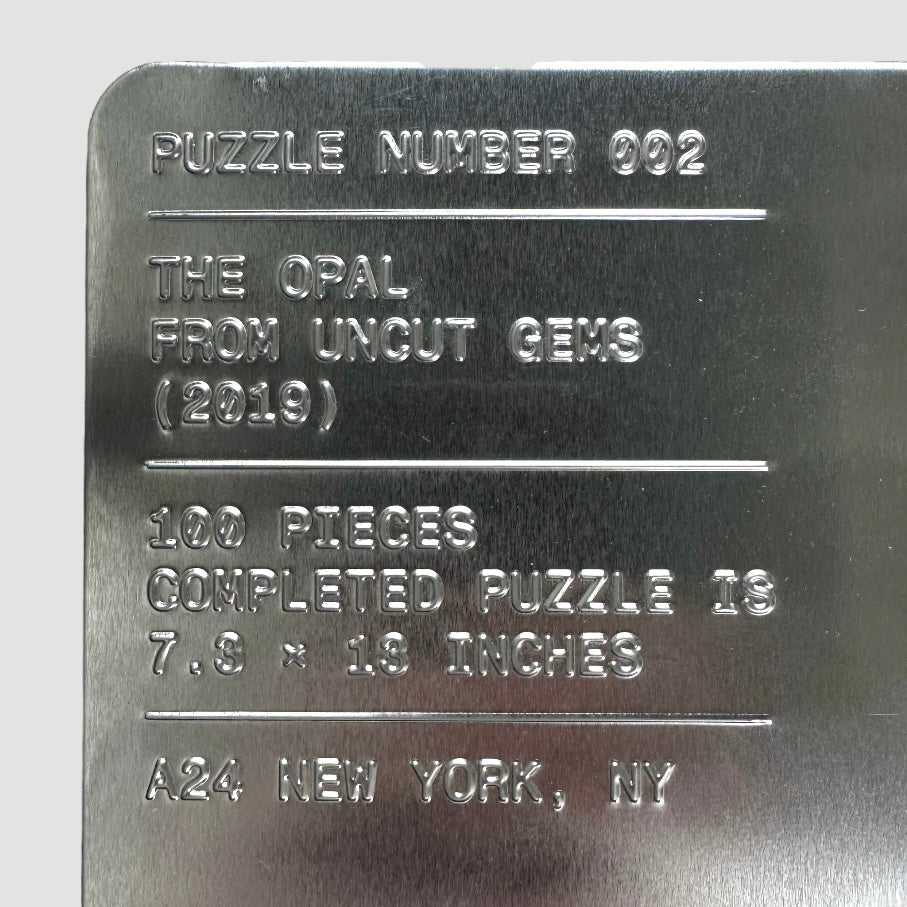 PUZZLE NUMBER 002
THE OPAL
FROM UNCUT GEMS
(2019)
100 PIECES
COMPLETED PUZZLE IS
7.3 × 13 INCHES
A24 NEW YORK, NY